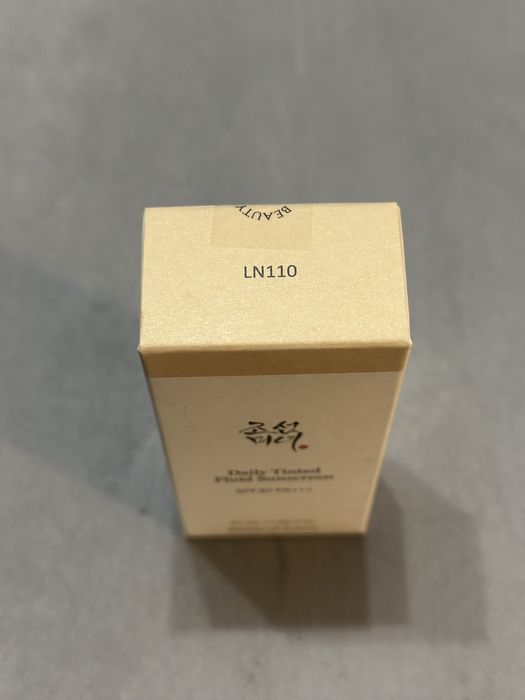 BEAUTY
LN110
조선
미녀
Daily Tinted
Fluid Sunscreen